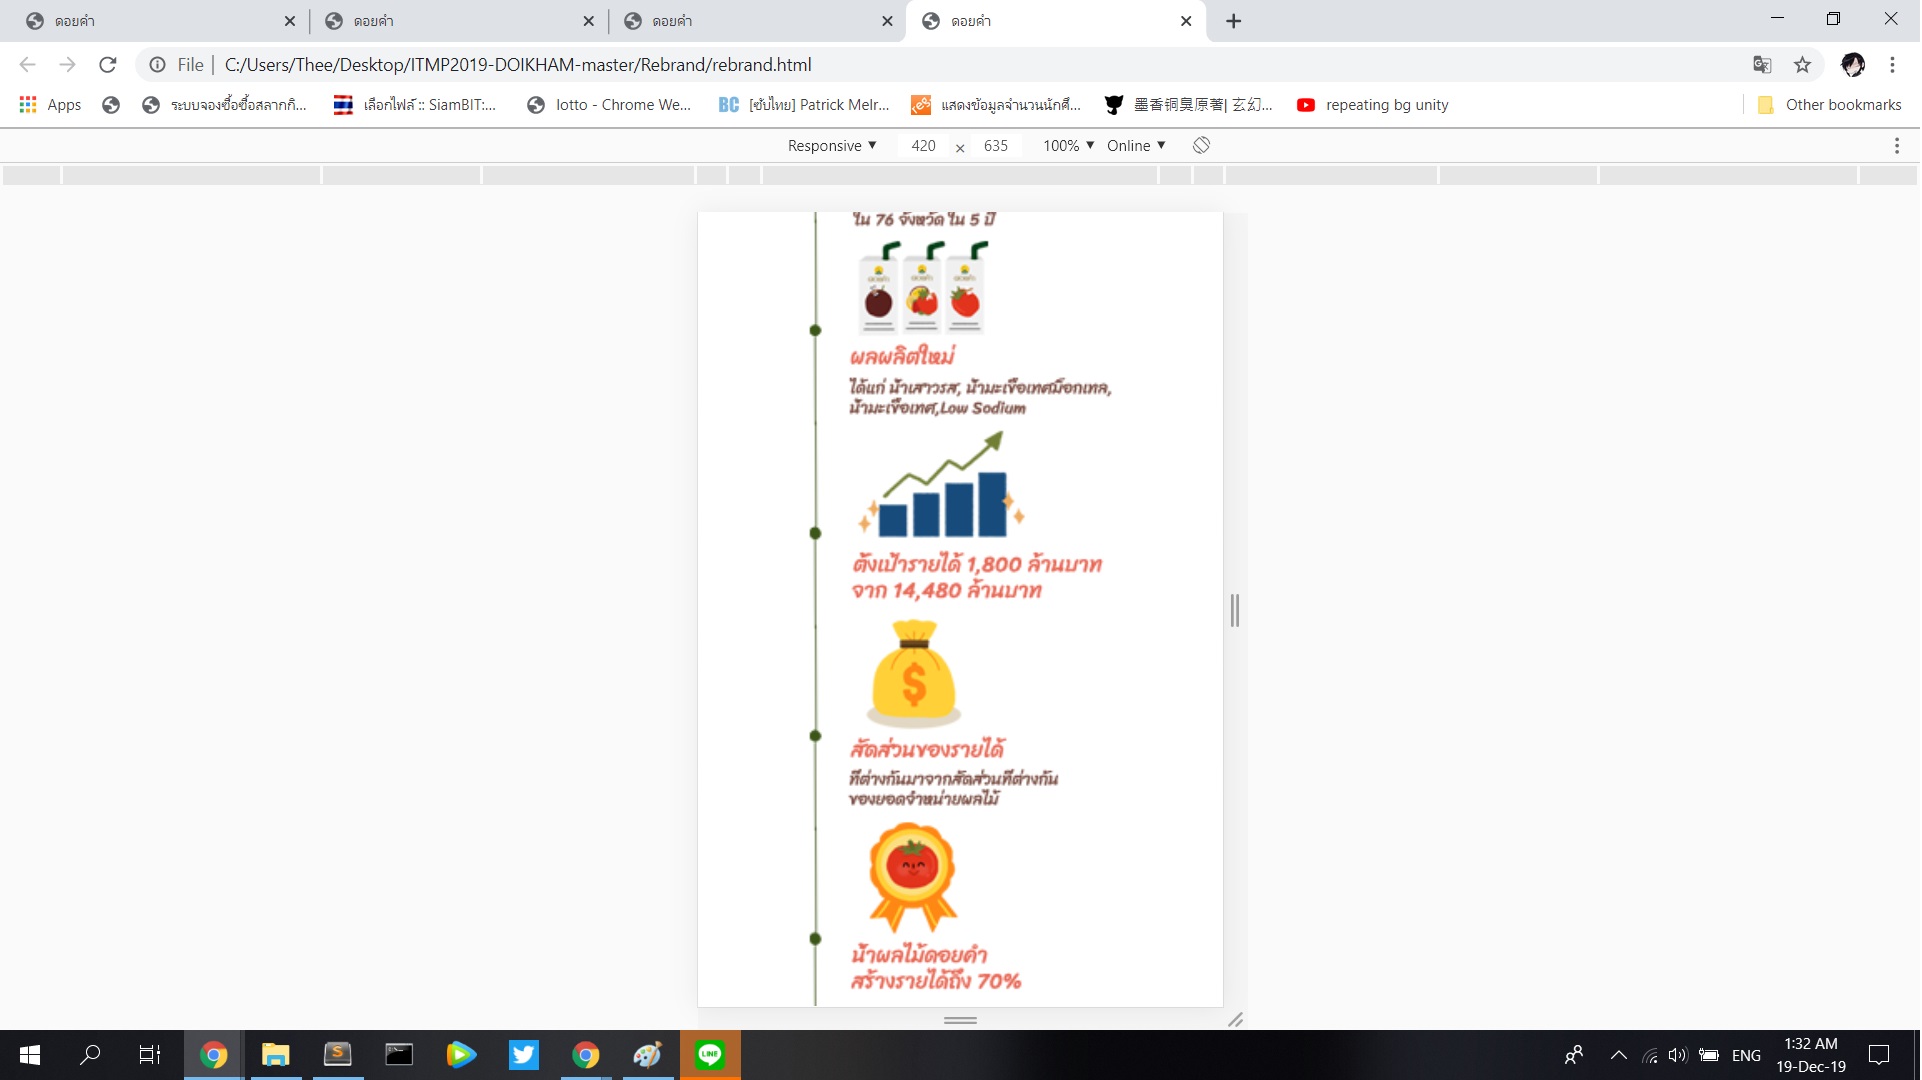 ดอยคำ
ดอยคำ
ดอยคำ
ดอยคำ
File
C:/Users/Thee/Desktop/ITMP2019-DOIKHAM-master/Rebrand/rebrand.html
Apps
ระบบจองซื้อซื้อสลากกิ...
เลือกไฟล์ :: SiamBIT:...
lotto - Chrome We...
BC
[ซับไทย] Patrick Melr...
reg
แสดงข้อมูลจำนวนนักศึ...
墨香铜臭原著| 玄幻...
repeating bg unity
Other bookmarks
Responsive
420 × 635
100%
Online
ใน 76 จังหวัด ใน 5 ปี
ผลผลิตใหม่
ได้แก่ น้ำเสาวรส, น้ำมะเขือเทศม็อกเทล,
น้ำมะเขือเทศ,Low Sodium
ตั้งเป้ารายได้ 1,800 ล้านบาท
จาก 14,480 ล้านบาท
$
สัดส่วนของรายได้
ที่ต่างกันมาจากสัดส่วนที่ต่างกัน
ของยอดจำหน่ายผลไม้
น้ำผลไม้ดอยคำ
สร้างรายได้ถึง 70%
S
LINE
ENG
1:32 AM
19-Dec-19